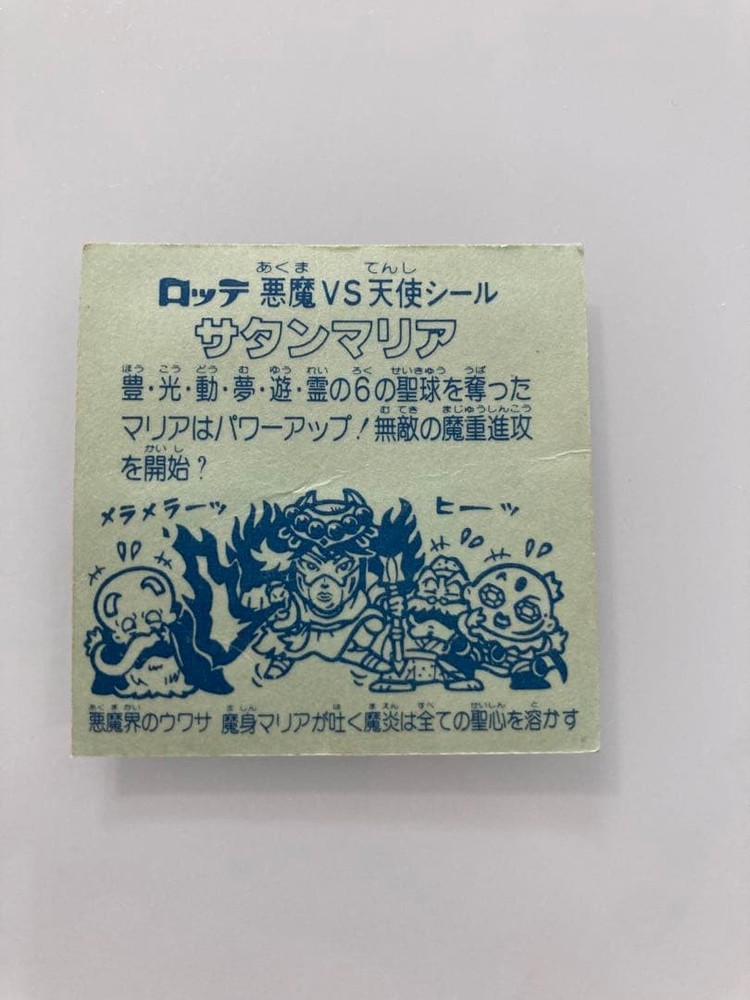 ロッテ 悪魔VS天使シール
サタンマリア
豊・光・動・夢・遊・霊の6の聖球を奪った
マリアはパワーアップ!無敵の魔重進攻
を開始?
メラメラーッ ヒーッ
悪魔界のウワサ 魔身マリアが吐く魔炎は全ての聖心を溶かす